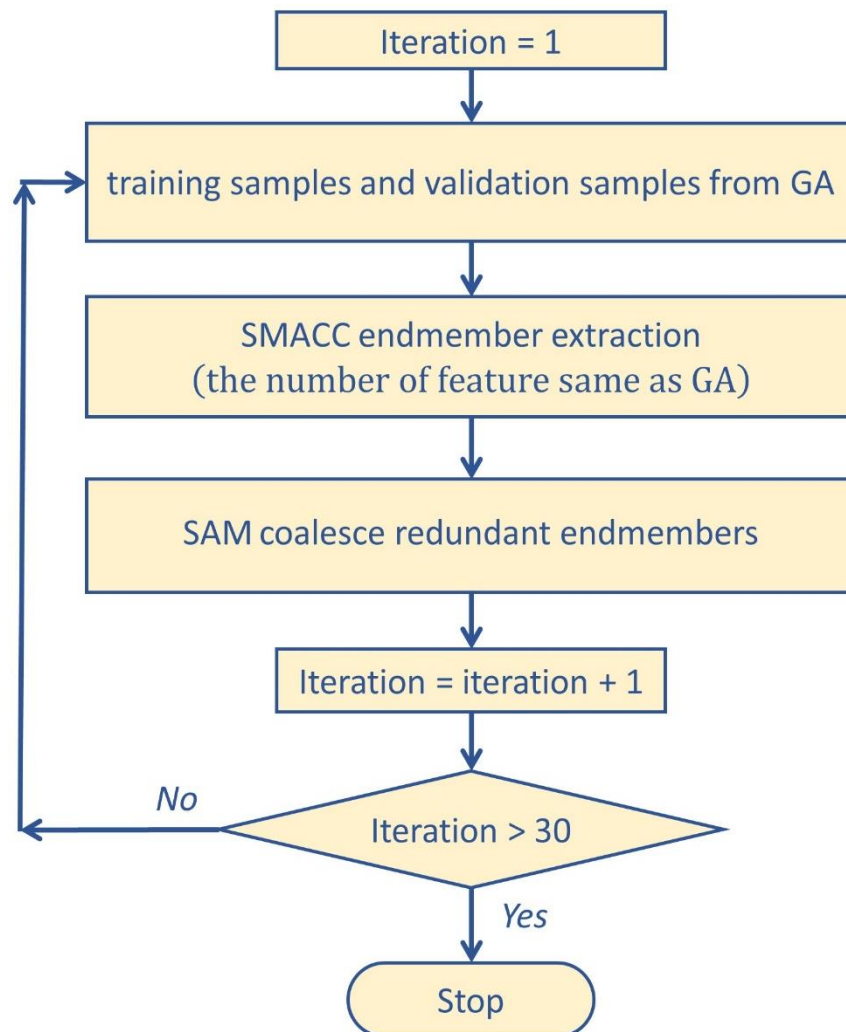 Iteration = 1
training samples and validation samples from GA
SMACC endmember extraction
(the number of feature same as GA)
SAM coalesce redundant endmembers
Iteration = iteration + 1
No
Iteration > 30
Yes
Stop